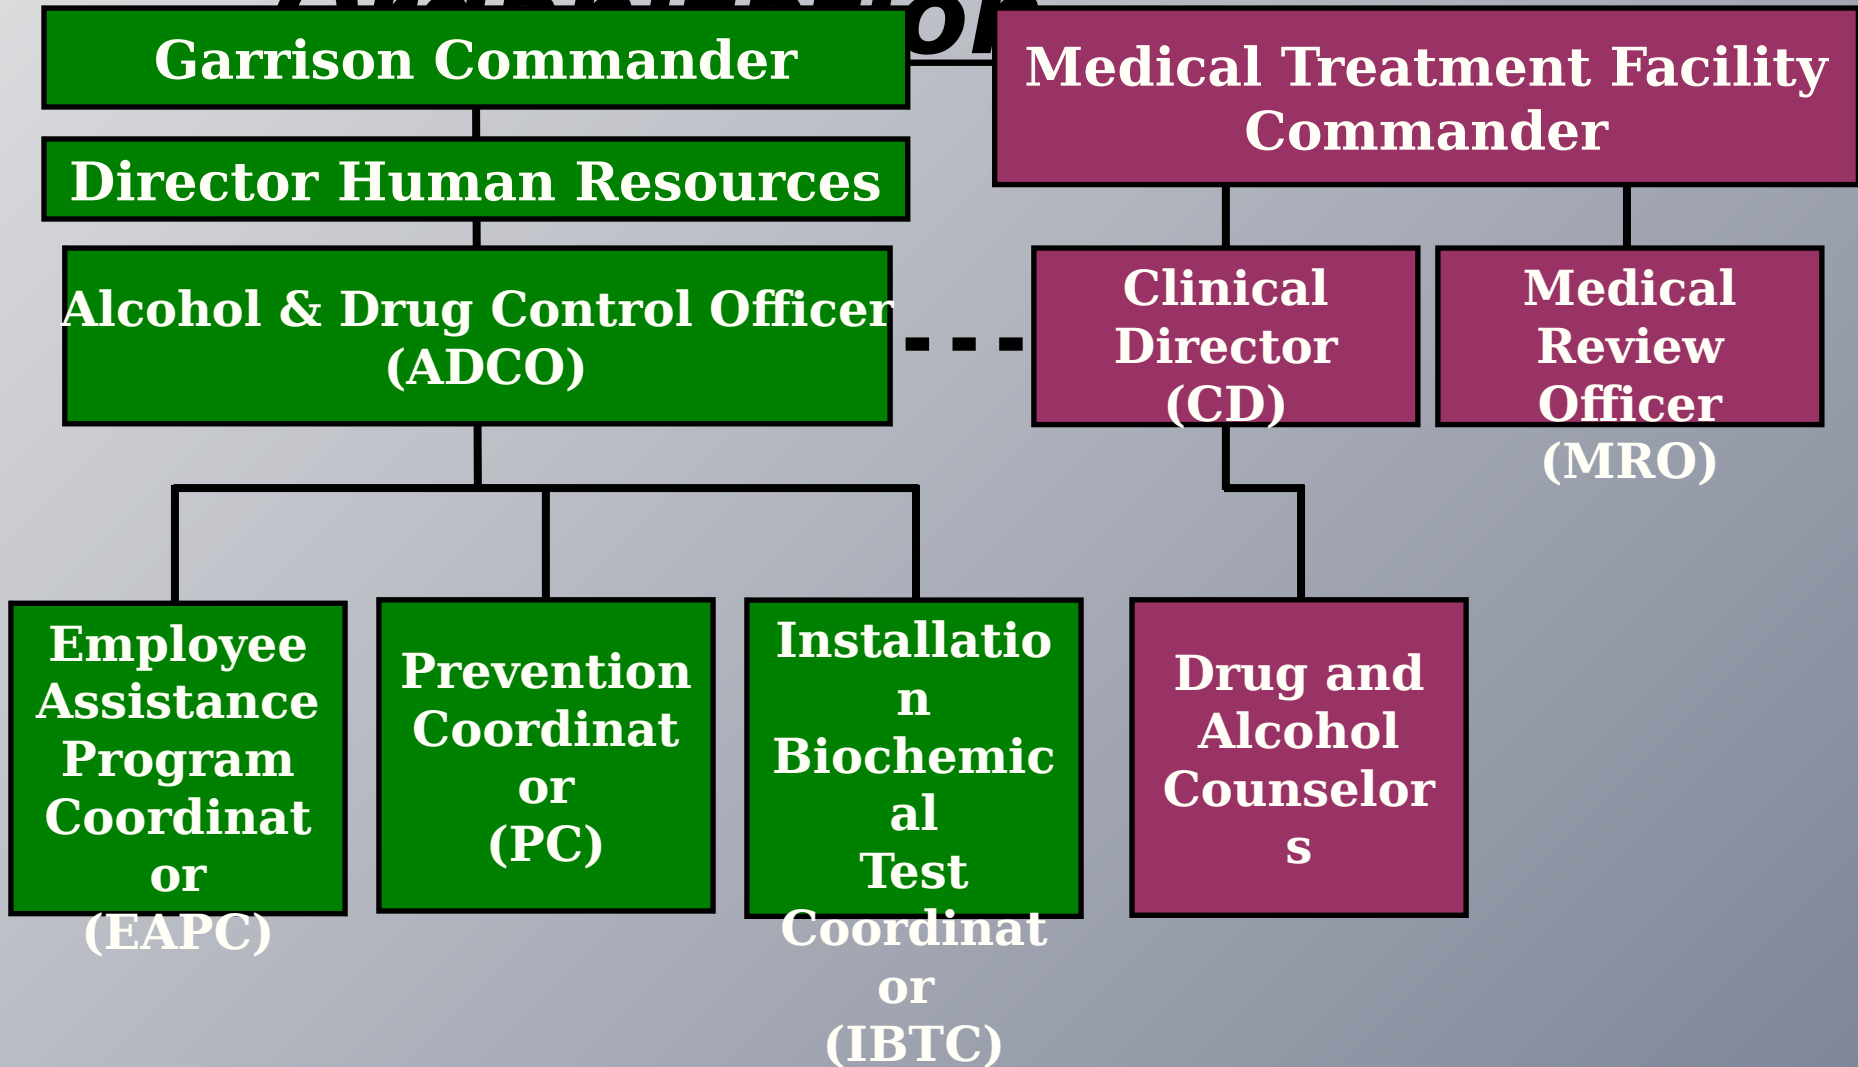 Garrison Commander
Medical Treatment Facility
Commander
Director Human Resources
Alcohol & Drug Control Officer
(ADCO)
Clinical
Director
(CD)
Medical
Review
Officer
(MRO)
Employee
Assistance
Program
Coordinat
or
(EAPC)
Prevention
Coordinat
or
(PC)
Installatio
n
Biochemic
al
Test
Coordinat
or
(IBTC)
Drug and
Alcohol
Counselor
s